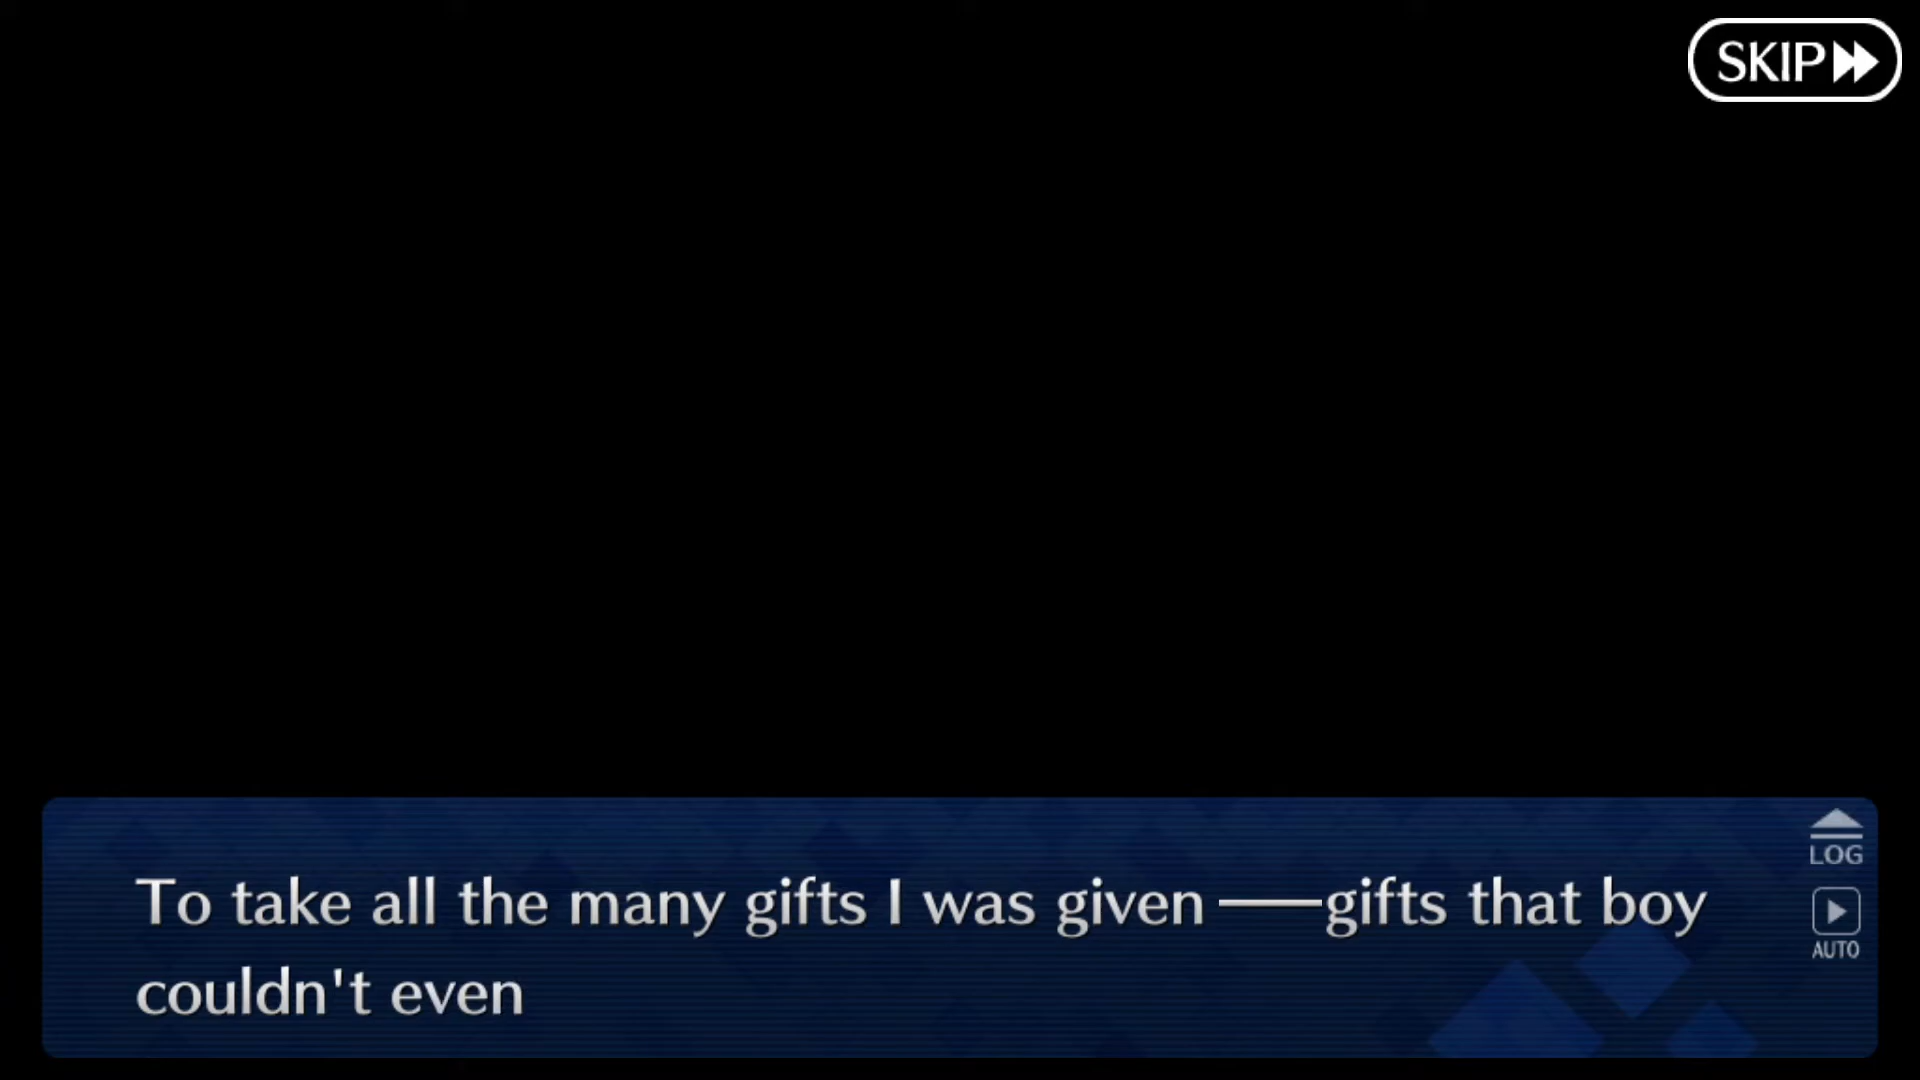 SKIP
LOG
To take all the many gifts I was given ──gifts that boy
couldn't even
AUTO